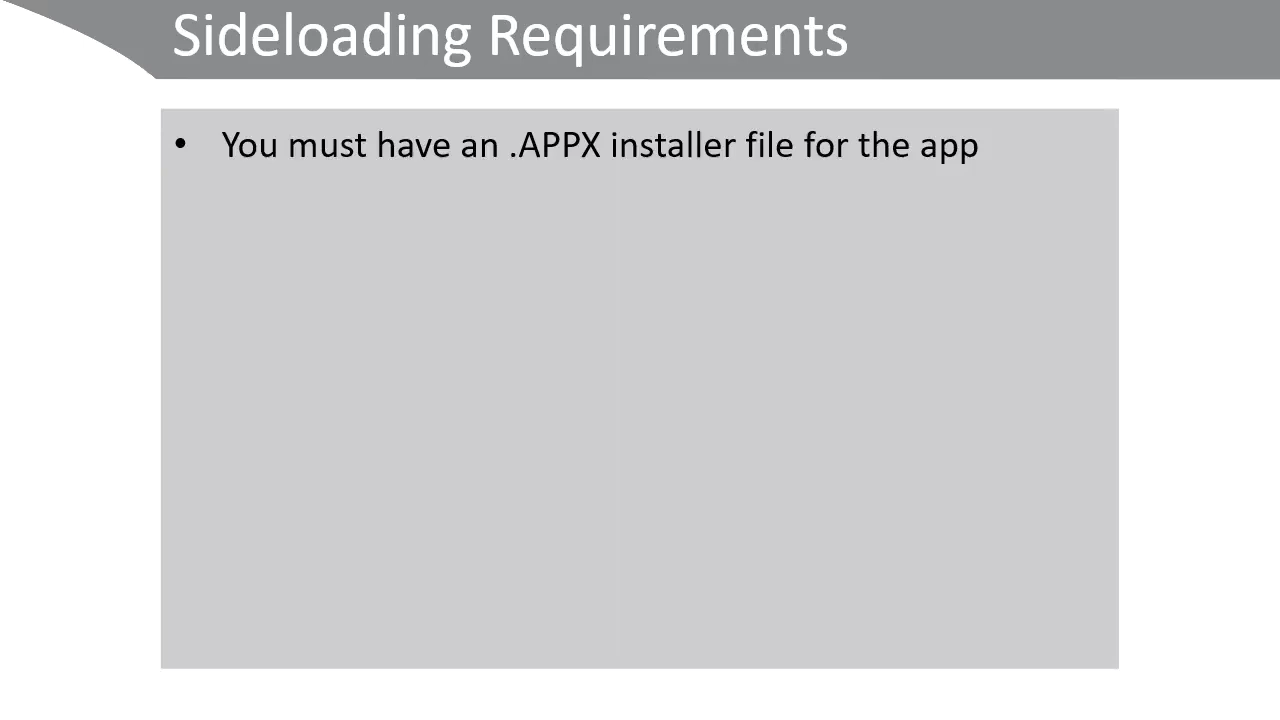 Sideloading Requirements
• You must have an .APPX installer file for the app